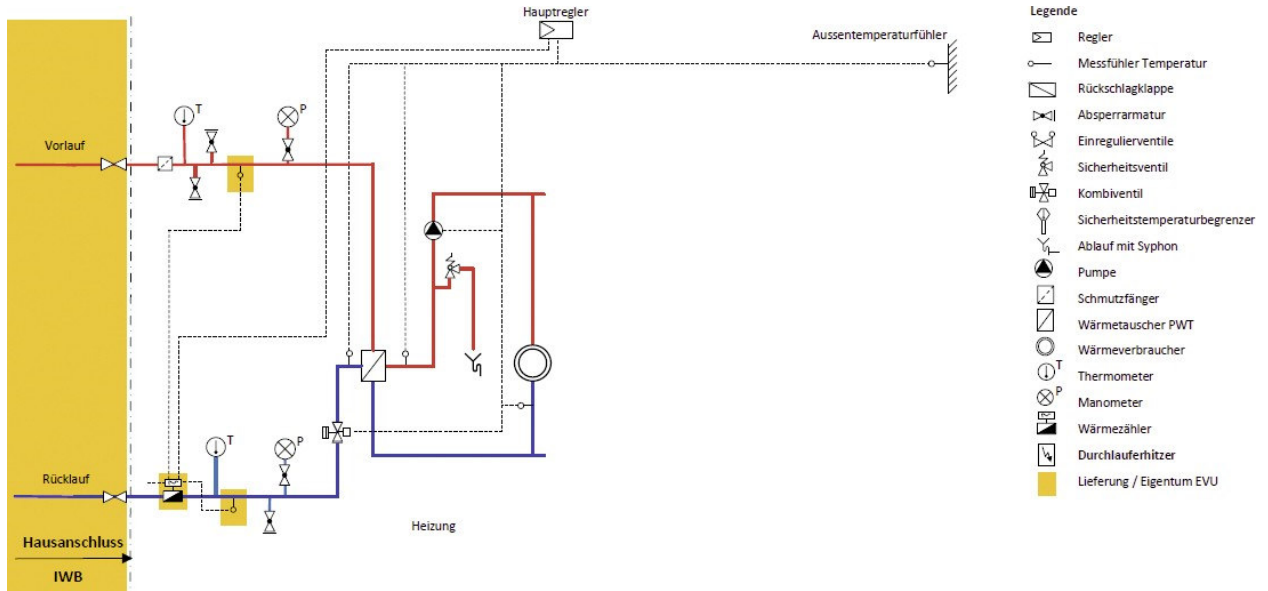 Hauptregler
Aussentemperaturfühler
T
P
Vorlauf
T
P
Rücklauf
Heizung
Hausanschluss
IWB
Legende
Regler
Messfühler Temperatur
Rückschlagklappe
Absperrarmatur
Einregulierventile
Sicherheitsventil
Kombiventil
Sicherheitstemperaturbegrenzer
Ablauf mit Syphon
Pumpe
Schmutzfänger
Wärmetauscher PWT
Wärmeverbraucher
T Thermometer
P Manometer
Wärmezähler
Durchlauferhitzer
Lieferung / Eigentum EVU